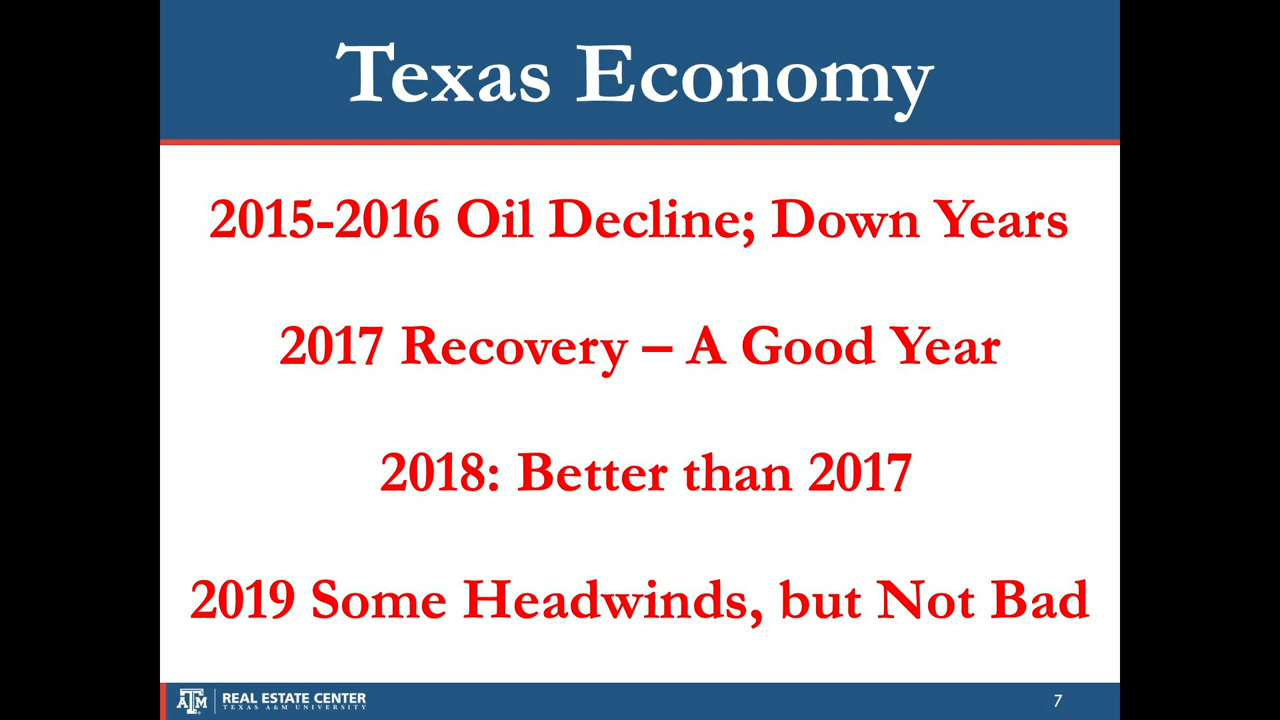 Texas Economy
2015-2016 Oil Decline; Down Years
2017 Recovery – A Good Year
2018: Better than 2017
2019 Some Headwinds, but Not Bad
ATM
REAL ESTATE CENTER
TEXAS A&M UNIVERSITY
7